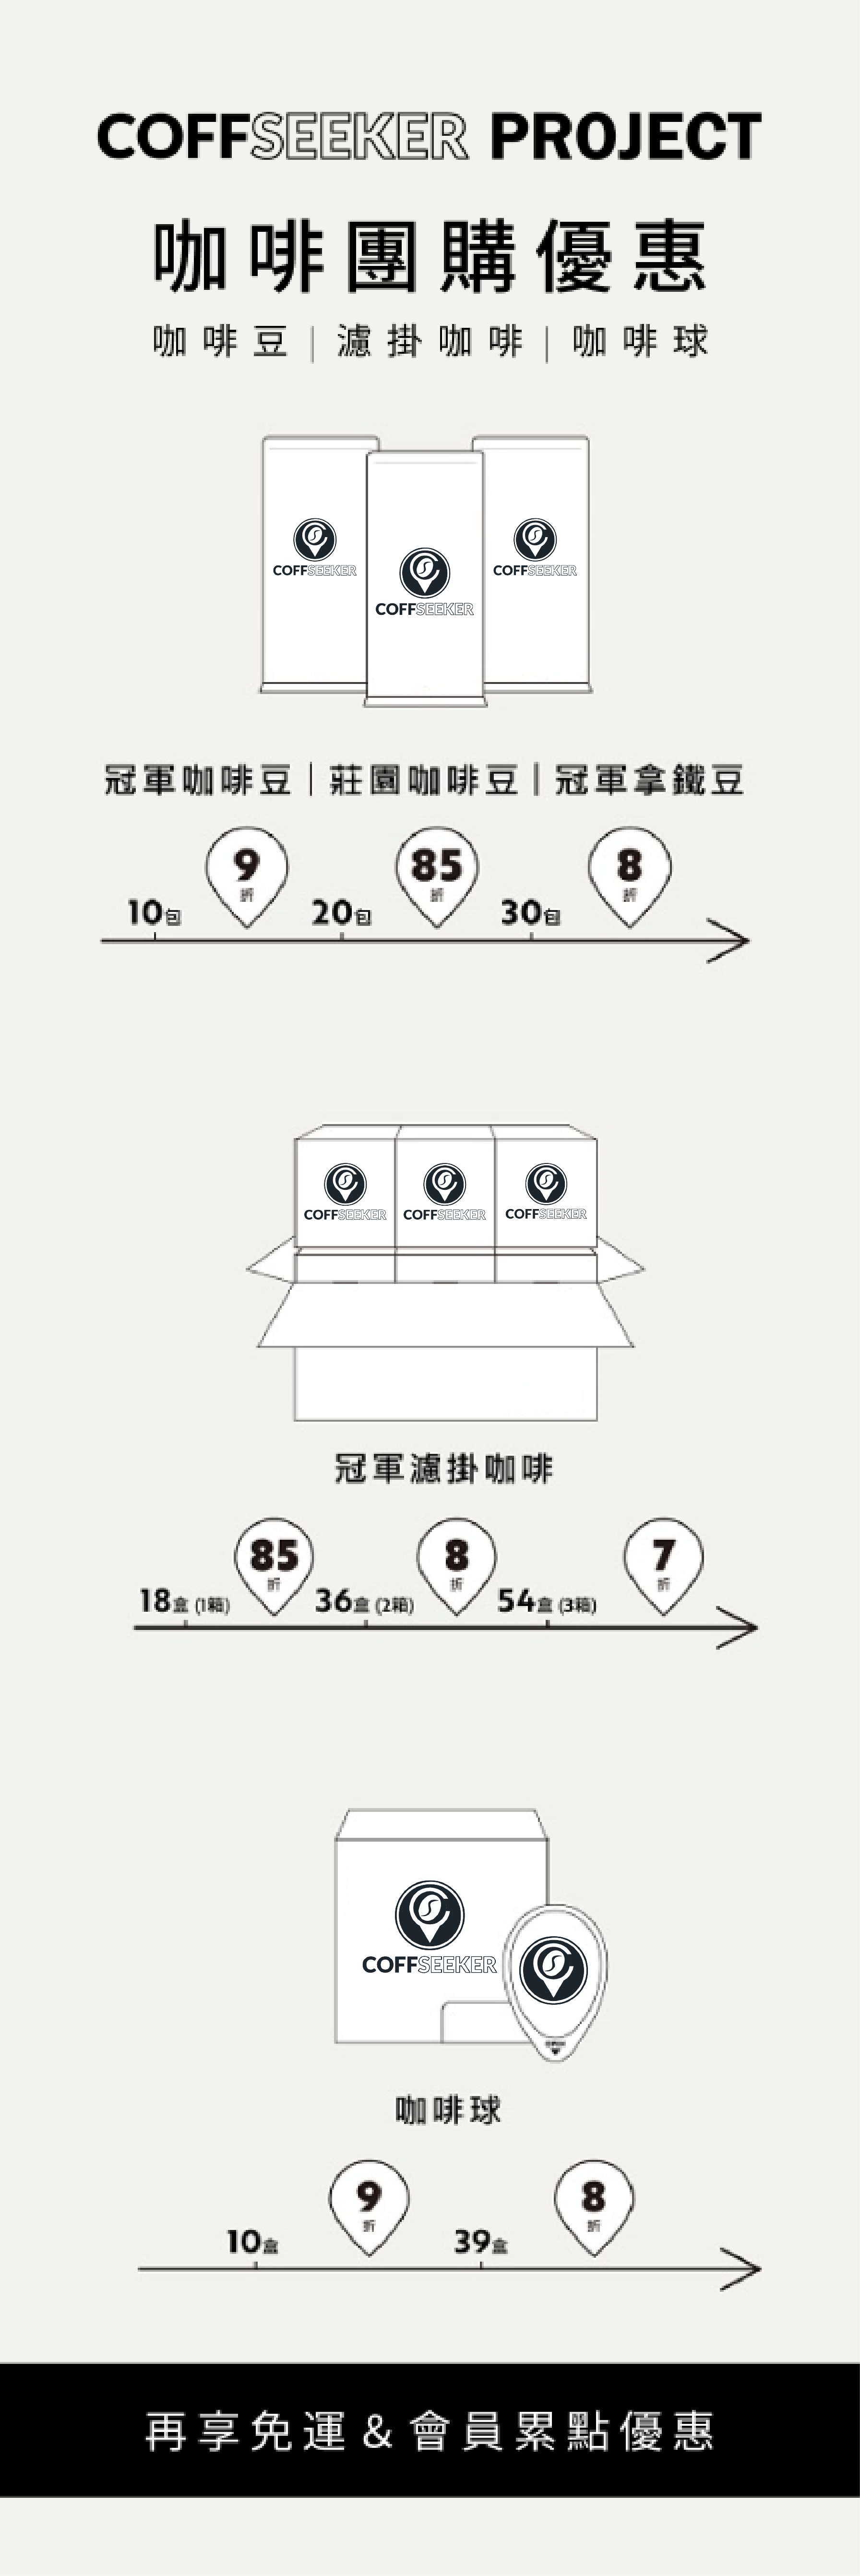 COFFSEEKER PROJECT
咖啡團購優惠
咖啡豆|濾掛咖啡|咖啡球
COFFSEEKER
COFFSEEKER
COFFSEEKER
冠軍咖啡豆|莊園咖啡豆|冠軍拿鐵豆
10包 9折 20包 85折 30包 8折
COFFSEEKER COFFSEEKER COFFSEEKER
冠軍濾掛咖啡
18盒 (1箱) 85折 36盒 (2箱) 8折 54盒 (3箱) 7折
COFFSEEKER
咖啡球
10盒 9折 39盒 8折
再享免運&會員累點優惠